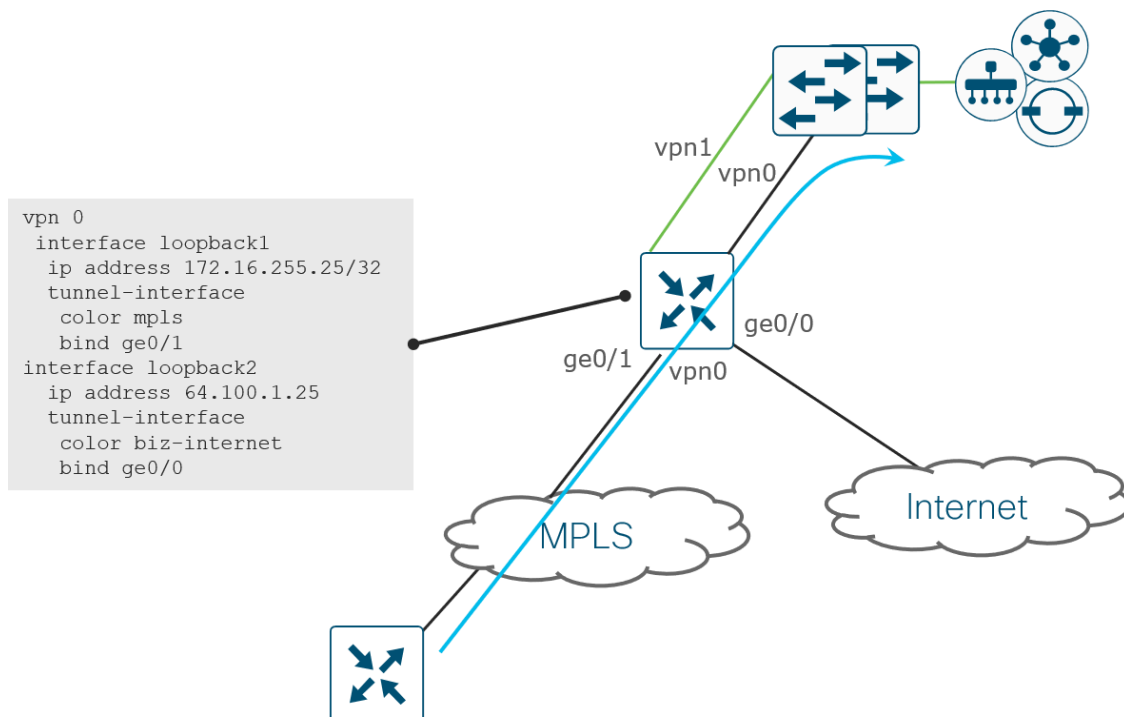 vpn1
vpn0
vpn 0
interface loopback1
ip address 172.16.255.25/32
tunnel-interface
color mpls
bind ge0/1
interface loopback2
ip address 64.100.1.25
tunnel-interface
color biz-internet
bind ge0/0
ge0/0
ge0/1
vpn0
Internet
MPLS